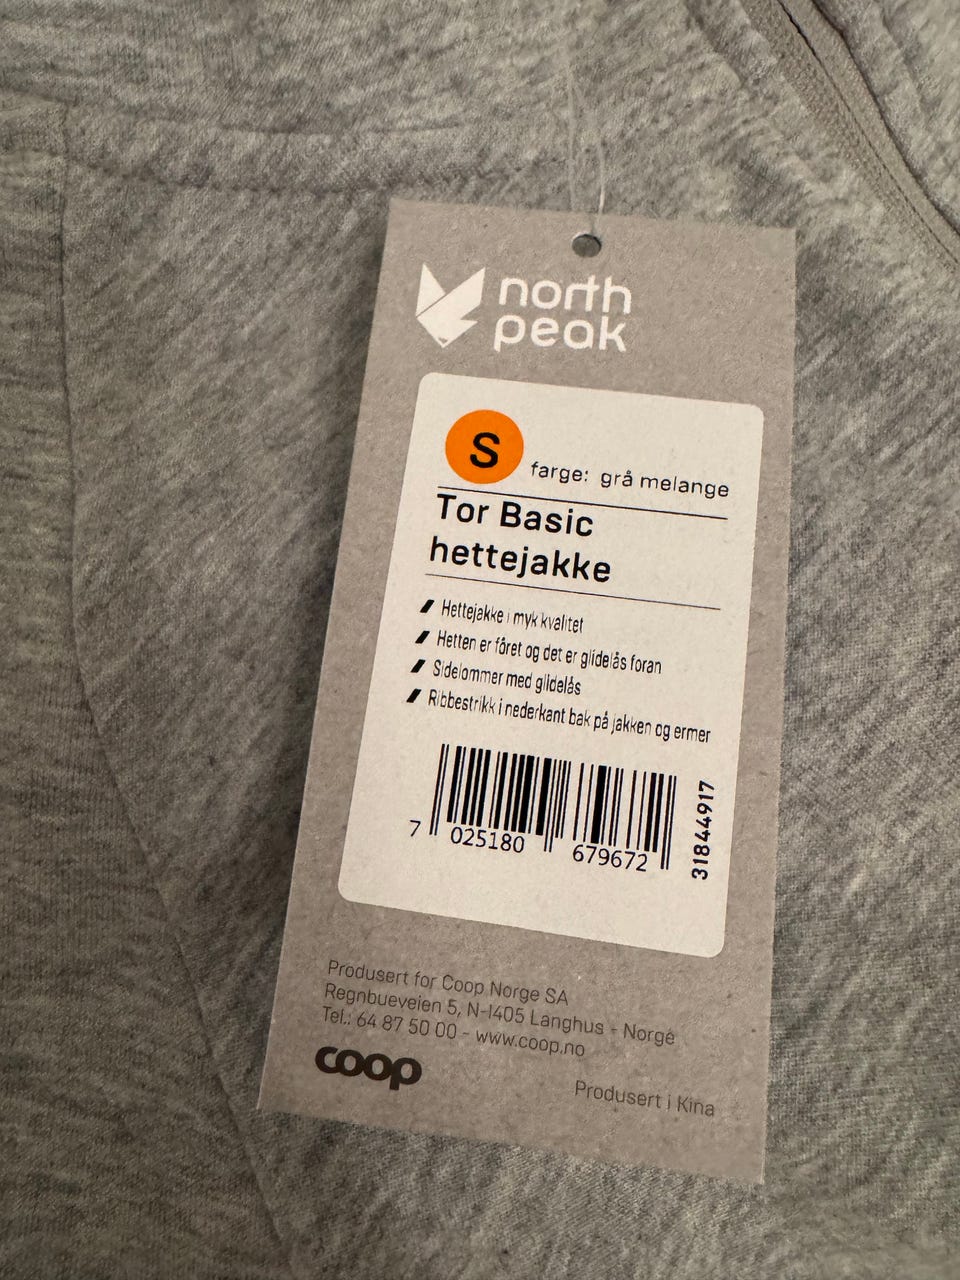 north
peak
S
farge: grå melange
Tor Basic
hettejakke
Hettejakke i myk kvalitet
Hetten er fôret og det er glidelås foran
Sidelommer med glidelås
Ribbestrikk i nederkant bak på jakken og ermer
7 025180 679672
31844917
Produsert for Coop Norge SA
Regnbueveien 5, N-1405 Langhus - Norge
Tel.: 64 87 50 00 - www.coop.no
coop
Produsert i Kina